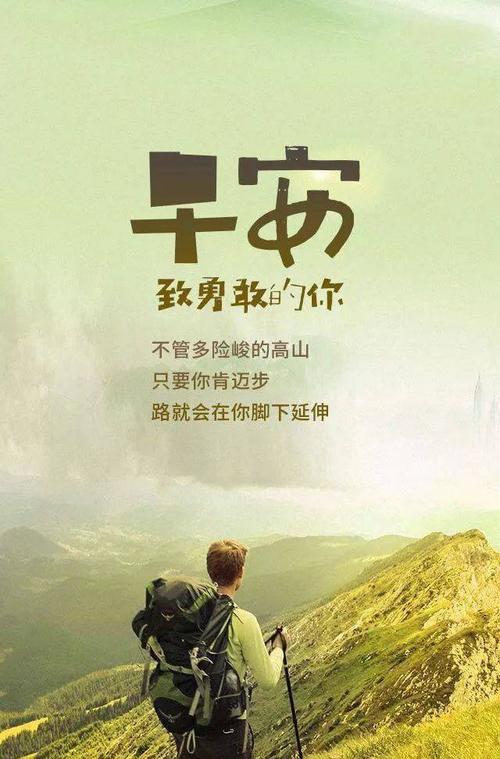 早安
致勇敢的你
不管多险峻的高山
只要你肯迈步
路就会在你脚下延伸